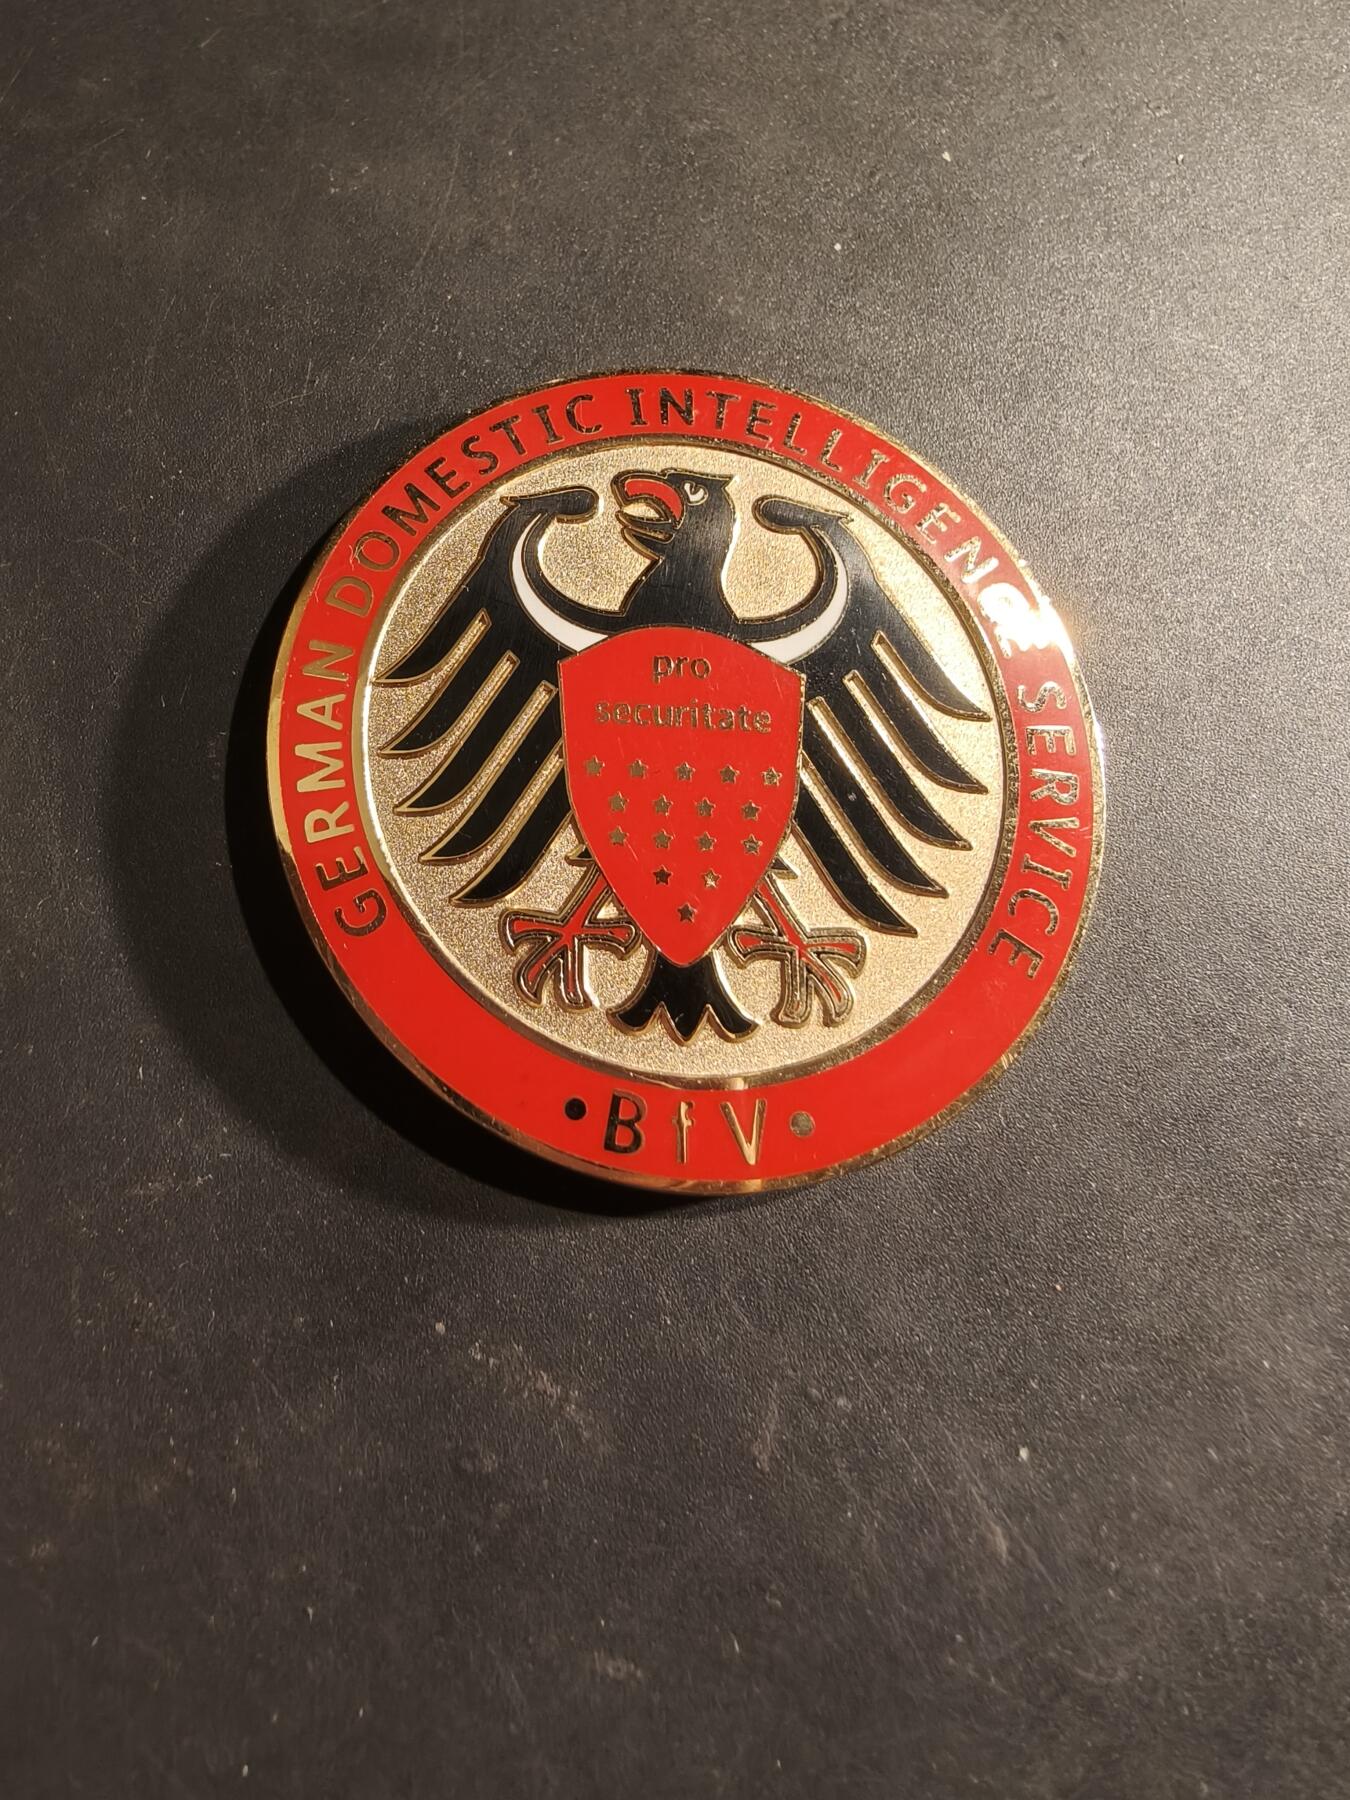 GERMAN DOMESTIC INTELLIGENCE SERVICE
pro
securitate
• BfV •